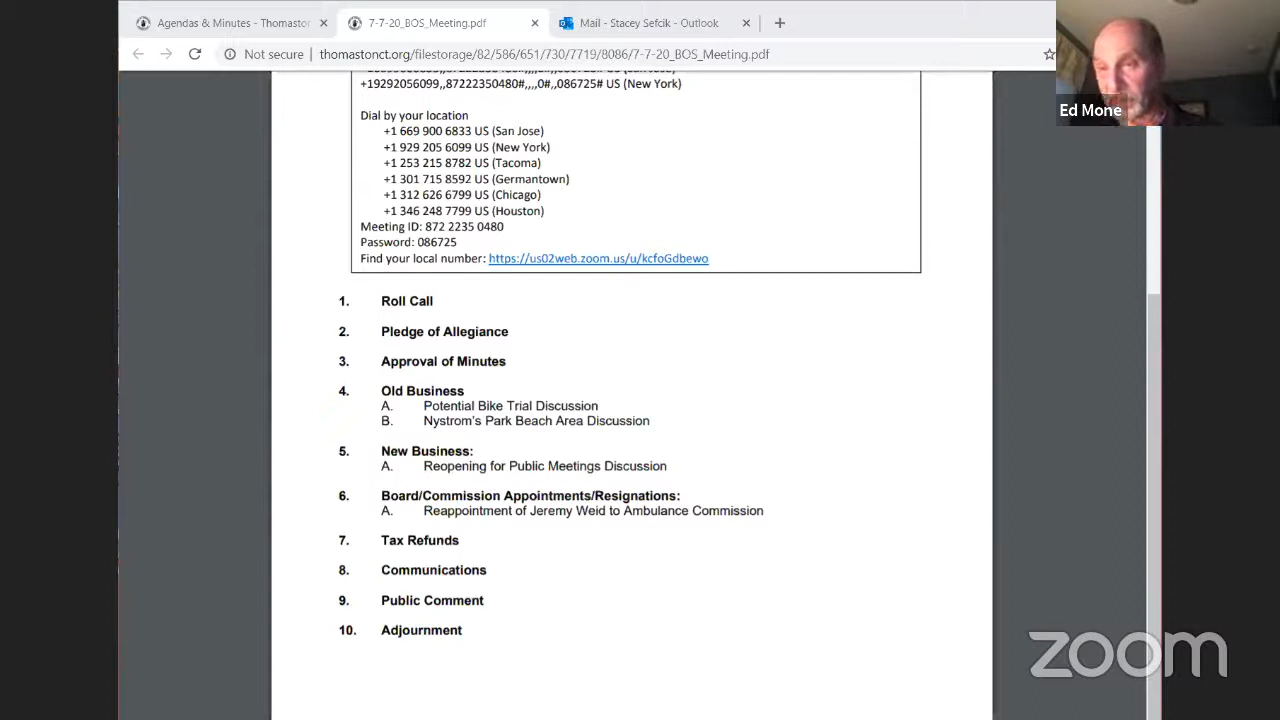 Agendas & Minutes - Thomaston
7-7-20_BOS_Meeting.pdf
Mail - Stacey Sefcik - Outlook
Not secure | thomastonct.org/filestorage/82/586/651/730/7719/8086/7-7-20_BOS_Meeting.pdf
+19292056099,,87222350480#,,,,0#,,086725# US (New York)
Dial by your location
+1 669 900 6833 US (San Jose)
+1 929 205 6099 US (New York)
+1 253 215 8782 US (Tacoma)
+1 301 715 8592 US (Germantown)
+1 312 626 6799 US (Chicago)
+1 346 248 7799 US (Houston)
Meeting ID: 872 2235 0480
Password: 086725
Find your local number: https://us02web.zoom.us/u/kcfoGdbewo
1. Roll Call
2. Pledge of Allegiance
3. Approval of Minutes
4. Old Business
A. Potential Bike Trial Discussion
B. Nystrom's Park Beach Area Discussion
5. New Business:
A. Reopening for Public Meetings Discussion
6. Board/Commission Appointments/Resignations:
A. Reappointment of Jeremy Weid to Ambulance Commission
7. Tax Refunds
8. Communications
9. Public Comment
10. Adjournment
Ed Mone
zoom